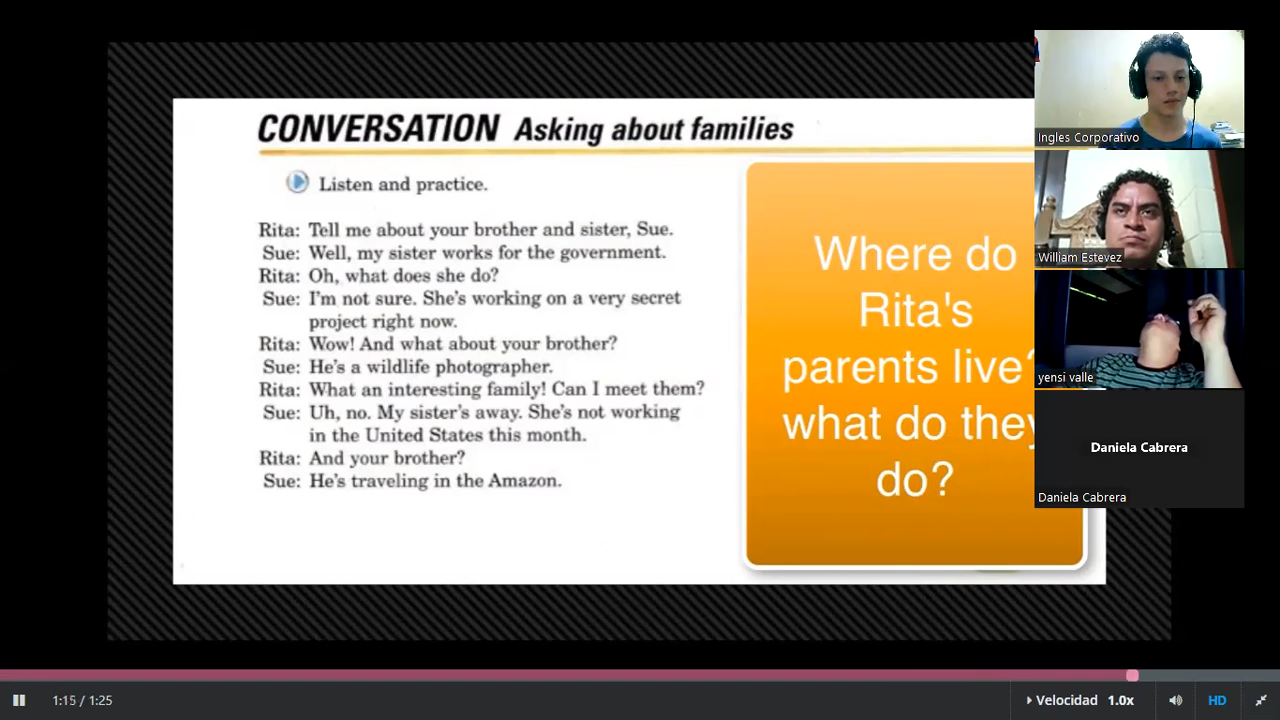 CONVERSATION Asking about families
Listen and practice.
Rita: Tell me about your brother and sister, Sue.
Sue: Well, my sister works for the government.
Rita: Oh, what does she do?
Sue: I'm not sure. She's working on a very secret
project right now.
Rita: Wow! And what about your brother?
Sue: He's a wildlife photographer.
Rita: What an interesting family! Can I meet them?
Sue: Uh, no. My sister's away. She's not working
in the United States this month.
Rita: And your brother?
Sue: He's traveling in the Amazon.
Where do
Rita's
parents live?
what do they
do?
Ingles Corporativo
William Estevez
yensi valle
Daniela Cabrera
Daniela Cabrera
1:15 / 1:25
Velocidad 1.0x
HD